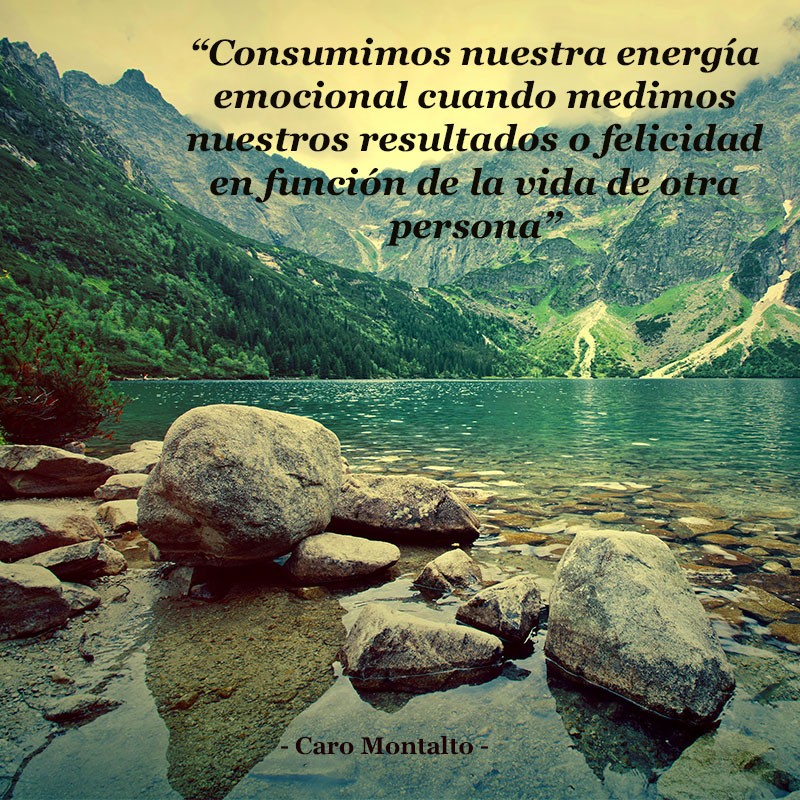 “Consumimos nuestra energía
emocional cuando medimos
nuestros resultados o felicidad
en función de la vida de otra
persona”
- Caro Montalto -